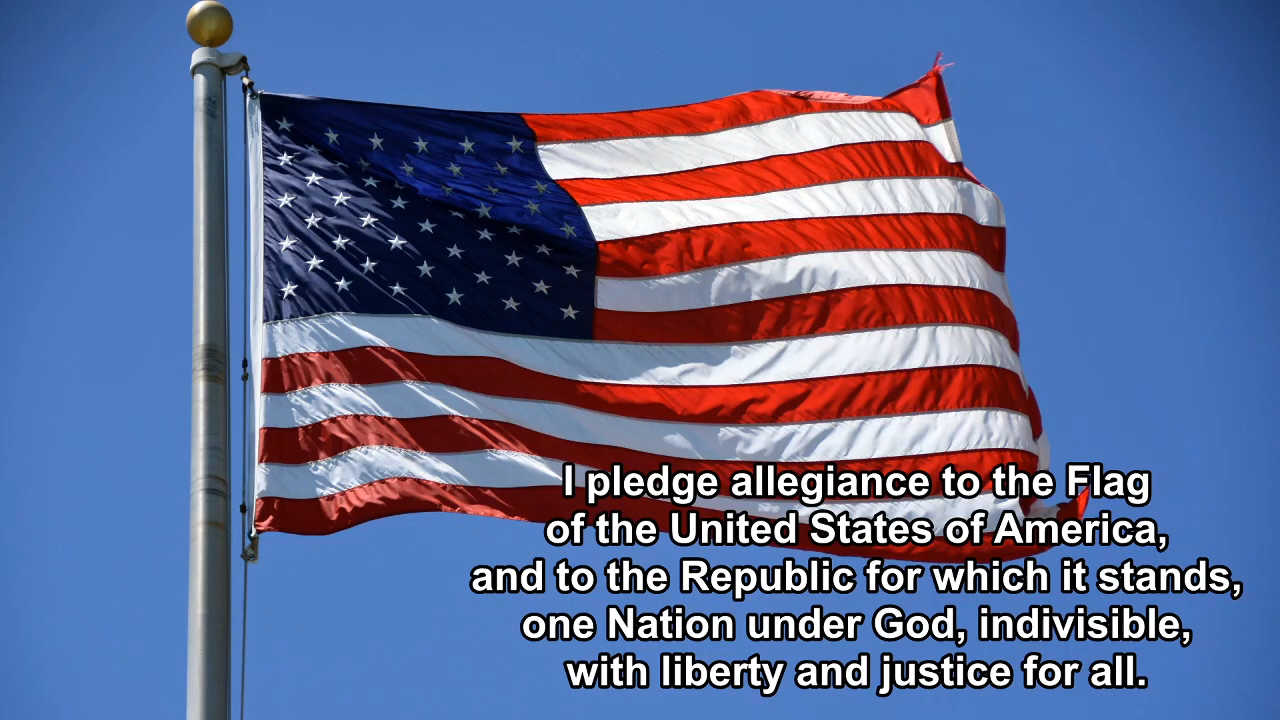 I pledge allegiance to the Flag
of the United States of America,
and to the Republic for which it stands,
one Nation under God, indivisible,
with liberty and justice for all.